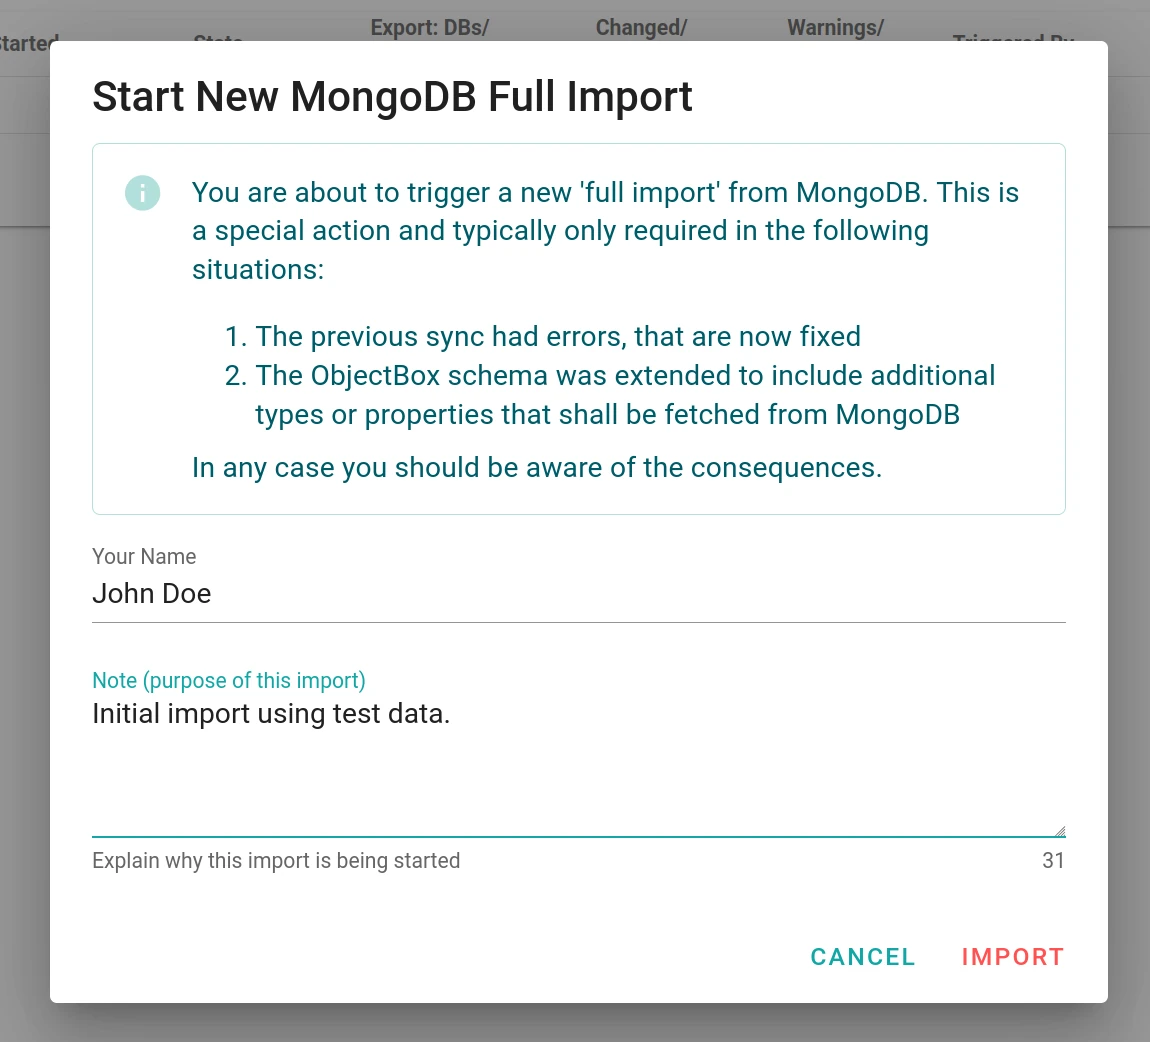 Started
State
Export: DBs/
Changed/
Warnings/
Triggered By
Start New MongoDB Full Import
i
You are about to trigger a new 'full import' from MongoDB. This is
a special action and typically only required in the following
situations:
1. The previous sync had errors, that are now fixed
2. The ObjectBox schema was extended to include additional
types or properties that shall be fetched from MongoDB
In any case you should be aware of the consequences.
Your Name
John Doe
Note (purpose of this import)
Initial import using test data.
Explain why this import is being started 31
CANCEL IMPORT